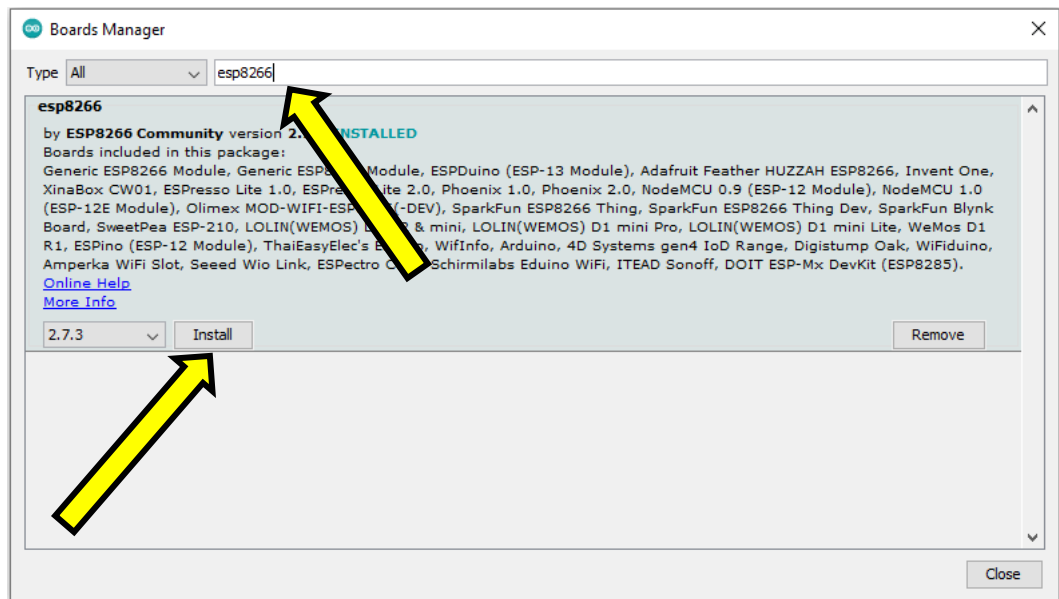 Boards Manager
Type All esp8266
esp8266
by ESP8266 Community version 2. NSTALLED
Boards included in this package:
Generic ESP8266 Module, Generic ESP Module, ESPDuino (ESP-13 Module), Adafruit Feather HUZZAH ESP8266, Invent One,
XinaBox CW01, ESPresso Lite 1.0, ESPre ite 2.0, Phoenix 1.0, Phoenix 2.0, NodeMCU 0.9 (ESP-12 Module), NodeMCU 1.0
(ESP-12E Module), Olimex MOD-WIFI-ESP (-DEV), SparkFun ESP8266 Thing, SparkFun ESP8266 Thing Dev, SparkFun Blynk
Board, SweetPea ESP-210, LOLIN(WEMOS) & mini, LOLIN(WEMOS) D1 mini Pro, LOLIN(WEMOS) D1 mini Lite, WeMos D1
R1, ESPino (ESP-12 Module), ThaiEasyElec's E o, WifInfo, Arduino, 4D Systems gen4 IoD Range, Digistump Oak, WiFiduino,
Amperka WiFi Slot, Seeed Wio Link, ESPectro C Schirmilabs Eduino WiFi, ITEAD Sonoff, DOIT ESP-Mx DevKit (ESP8285).
Online Help
More Info
2.7.3 Install Remove
Close